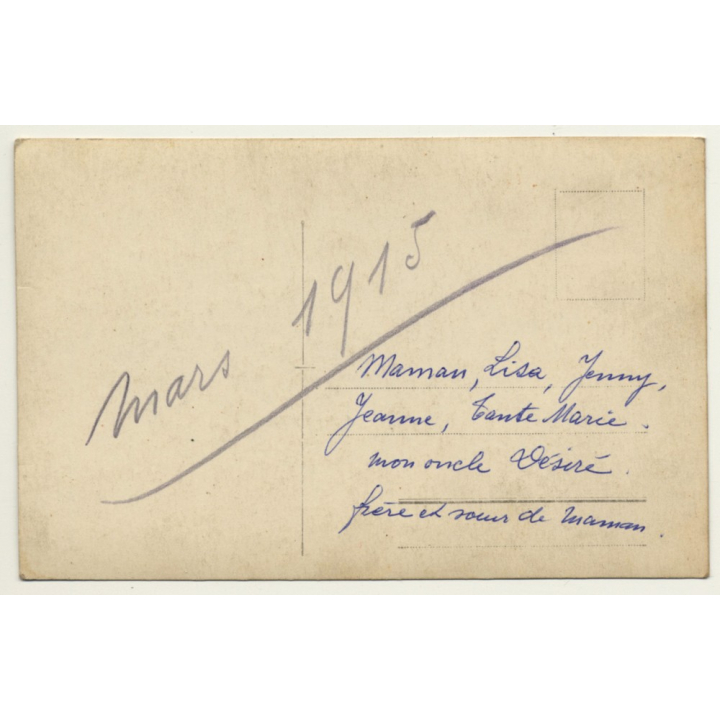 mars 1915
Maman, Lisa, Jenny,
Jeanne, tante Marie.
mon oncle Désiré.
frère et sœur de maman.